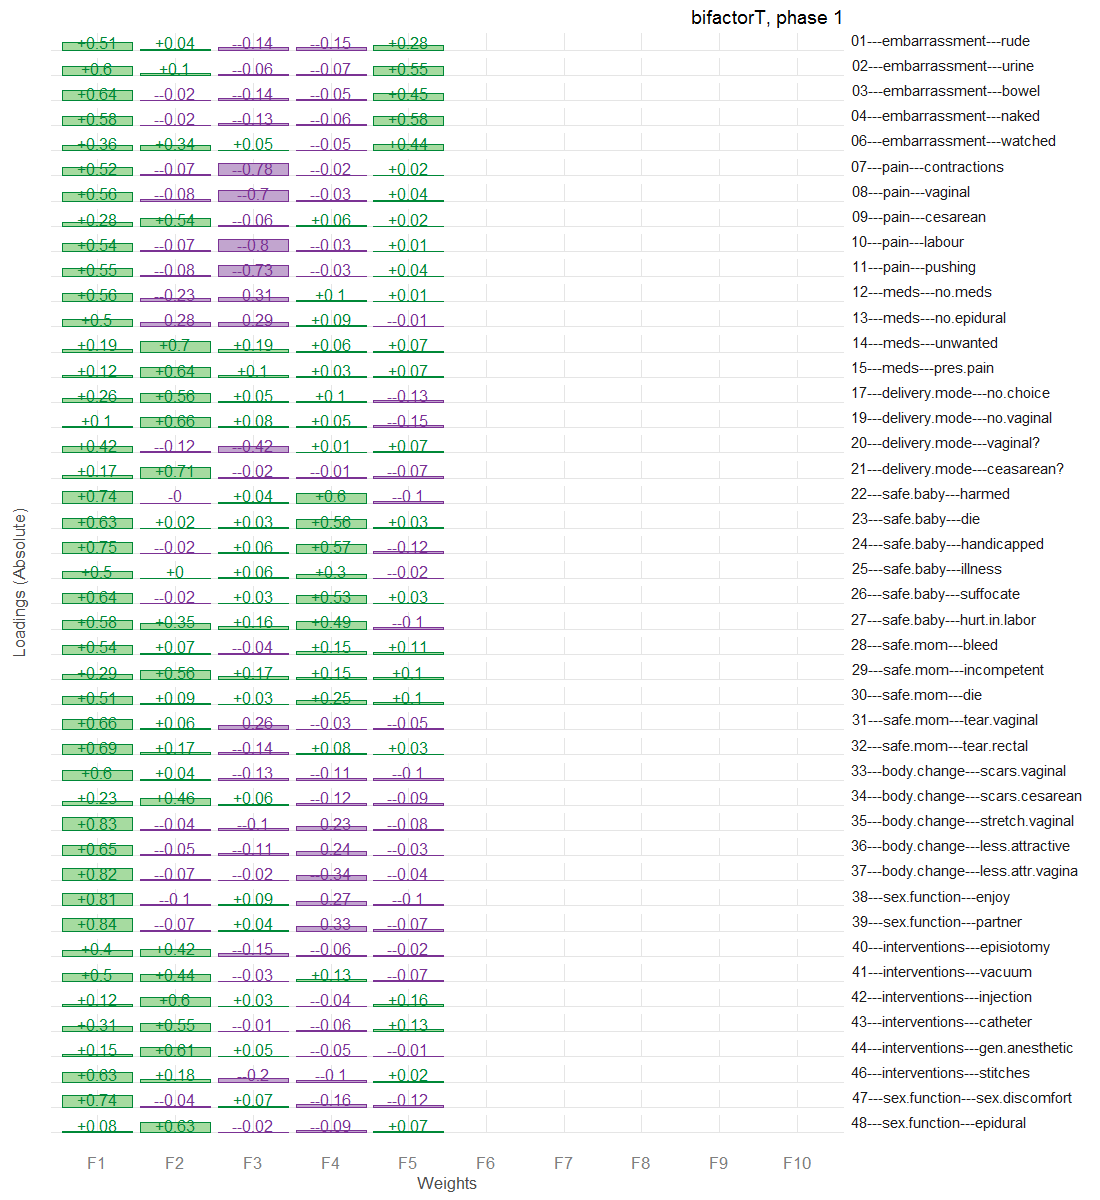 bifactorT, phase 1
+0.51 +0.04 --0.14 --0.15 +0.28 01---embarrassment---rude
+0.6 +0.1 --0.06 --0.07 +0.55 02---embarrassment---urine
+0.64 --0.02 --0.14 --0.05 +0.45 03---embarrassment---bowel
+0.58 --0.02 --0.13 --0.06 +0.58 04---embarrassment---naked
+0.36 +0.34 +0.05 --0.05 +0.44 06---embarrassment---watched
+0.52 --0.07 --0.78 --0.02 +0.02 07---pain---contractions
+0.56 --0.08 --0.7 --0.03 +0.04 08---pain---vaginal
+0.28 +0.54 --0.06 +0.06 +0.02 09---pain---cesarean
+0.54 --0.07 --0.8 --0.03 +0.01 10---pain---labour
+0.55 --0.08 --0.73 --0.03 +0.04 11---pain---pushing
+0.56 --0.23 --0.31 +0.1 +0.01 12---meds---no.meds
+0.5 --0.28 --0.29 +0.09 --0.01 13---meds---no.epidural
+0.19 +0.7 +0.19 +0.06 +0.07 14---meds---unwanted
+0.12 +0.64 +0.1 +0.03 +0.07 15---meds---pres.pain
+0.26 +0.56 +0.05 +0.1 --0.13 17---delivery.mode---no.choice
+0.1 +0.66 +0.08 +0.05 --0.15 19---delivery.mode---no.vaginal
+0.42 --0.12 --0.42 +0.01 +0.07 20---delivery.mode---vaginal?
+0.17 +0.71 --0.02 --0.01 --0.07 21---delivery.mode---ceasarean?
+0.74 -0 +0.04 +0.6 --0.1 22---safe.baby---harmed
+0.63 +0.02 +0.03 +0.56 +0.03 23---safe.baby---die
+0.75 --0.02 +0.06 +0.57 --0.12 24---safe.baby---handicapped
+0.5 +0 +0.06 +0.3 --0.02 25---safe.baby---illness
+0.64 --0.02 +0.03 +0.53 +0.03 26---safe.baby---suffocate
+0.58 +0.35 +0.16 +0.49 --0.1 27---safe.baby---hurt.in.labor
+0.54 +0.07 --0.04 +0.15 +0.11 28---safe.mom---bleed
+0.29 +0.56 +0.17 +0.15 +0.1 29---safe.mom---incompetent
+0.51 +0.09 +0.03 +0.25 +0.1 30---safe.mom---die
+0.66 +0.06 --0.26 --0.03 --0.05 31---safe.mom---tear.vaginal
+0.69 +0.17 --0.14 +0.08 +0.03 32---safe.mom---tear.rectal
+0.6 +0.04 --0.13 --0.11 --0.1 33---body.change---scars.vaginal
+0.23 +0.46 +0.06 --0.12 --0.09 34---body.change---scars.cesarean
+0.83 --0.04 --0.1 --0.23 --0.08 35---body.change---stretch.vaginal
+0.65 --0.05 --0.11 --0.24 --0.03 36---body.change---less.attractive
+0.82 --0.07 --0.02 --0.34 --0.04 37---body.change---less.attr.vagina
+0.81 --0.1 +0.09 --0.27 --0.1 38---sex.function---enjoy
+0.84 --0.07 +0.04 --0.33 --0.07 39---sex.function---partner
+0.4 +0.42 --0.15 --0.06 --0.02 40---interventions---episiotomy
+0.5 +0.44 --0.03 +0.13 --0.07 41---interventions---vacuum
+0.12 +0.6 +0.03 --0.04 +0.16 42---interventions---injection
+0.31 +0.55 --0.01 --0.06 +0.13 43---interventions---catheter
+0.15 +0.61 +0.05 --0.05 --0.01 44---interventions---gen.anesthetic
+0.63 +0.18 --0.2 --0.1 +0.02 46---interventions---stitches
+0.74 --0.04 +0.07 --0.16 --0.12 47---sex.function---sex.discomfort
+0.08 +0.63 --0.02 --0.09 +0.07 48---sex.function---epidural
Loadings (Absolute)
F1 F2 F3 F4 F5 F6 F7 F8 F9 F10
Weights